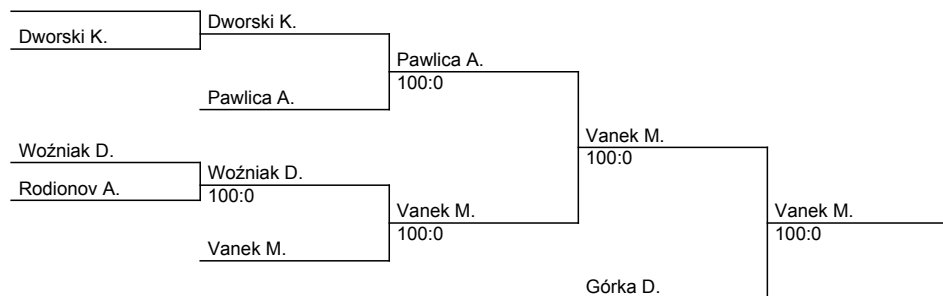 Dworski K.
Dworski K.
Pawlica A.
100:0
Pawlica A.
Vanek M.
100:0
Woźniak D.
Woźniak D.
100:0
Rodionov A.
Vanek M.
100:0
Vanek M.
100:0
Vanek M.
Górka D.